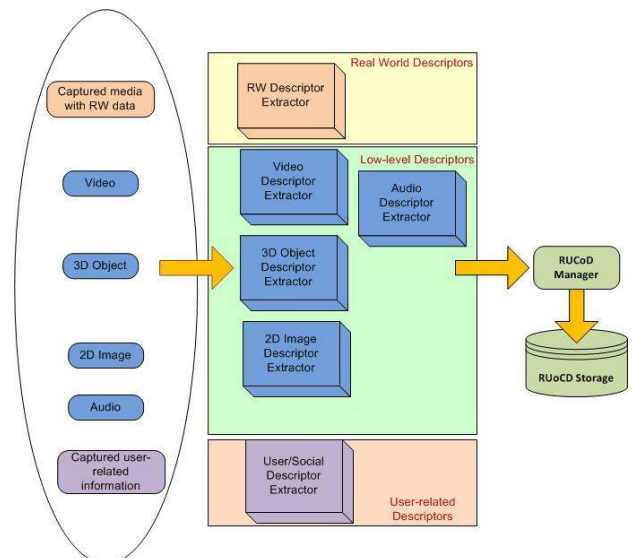 Captured media
with RW data
Video
3D Object
2D Image
Audio
Captured user-
related
information
Real World Descriptors
RW Descriptor
Extractor
Low-level Descriptors
Video
Descriptor
Extractor
Audio
Descriptor
Extractor
3D Object
Descriptor
Extractor
2D Image
Descriptor
Extractor
User/Social
Descriptor
Extractor
User-related
Descriptors
RUCoD
Manager
RUoCD Storage